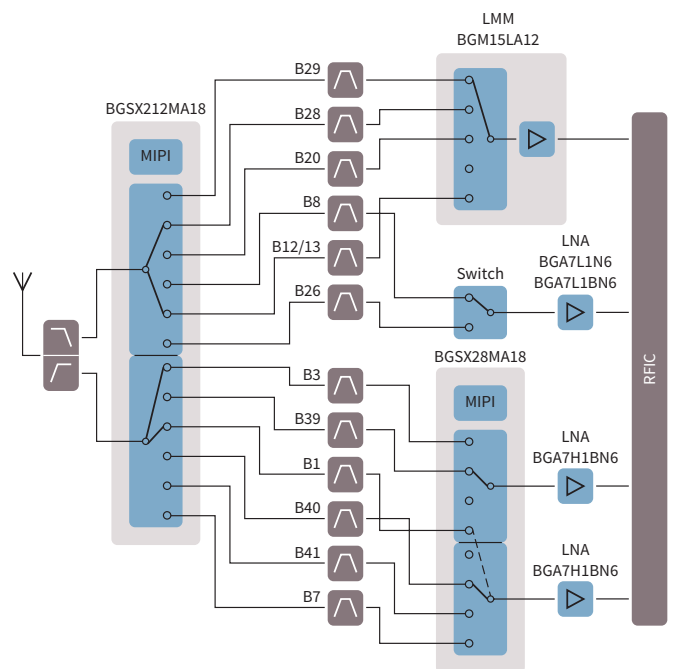 LMM
BGM15LA12
BGSX212MA18
MIPI
B29
B28
B20
B8
B12/13
B26
Switch
LNA
BGA7L1N6
BGA7L1BN6
BGSX28MA18
MIPI
B3
B39
B1
B40
B41
B7
LNA
BGA7H1BN6
LNA
BGA7H1BN6
RFIC